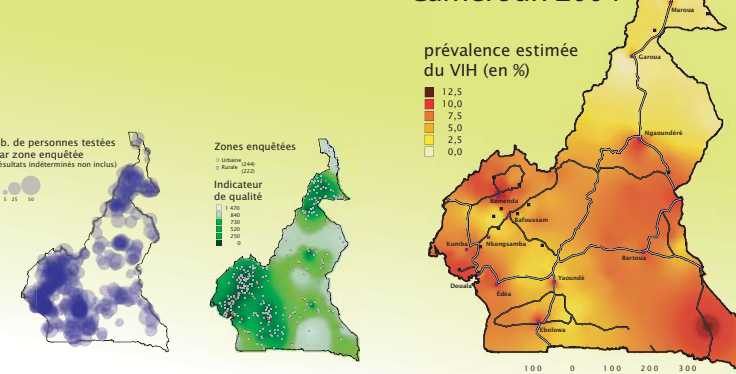 Cameroun 2004
prévalence estimée
du VIH (en %)
12,5
10,0
7,5
5,0
2,5
0,0
b. de personnes testées
ar zone enquêtée
ésultats indéterminés non inclus)
5 25 50
Zones enquêtées
Urbaine (244)
Rurale (222)
Indicateur
de qualité
1 470
840
730
520
250
0
Maroua
Garoua
Ngaoundéré
Bamenda
Bafoussam
Kumba
Nkongsamba
Bertoua
Douala
Yaoundé
Édéa
Ebolowa
100 0 100 200 300